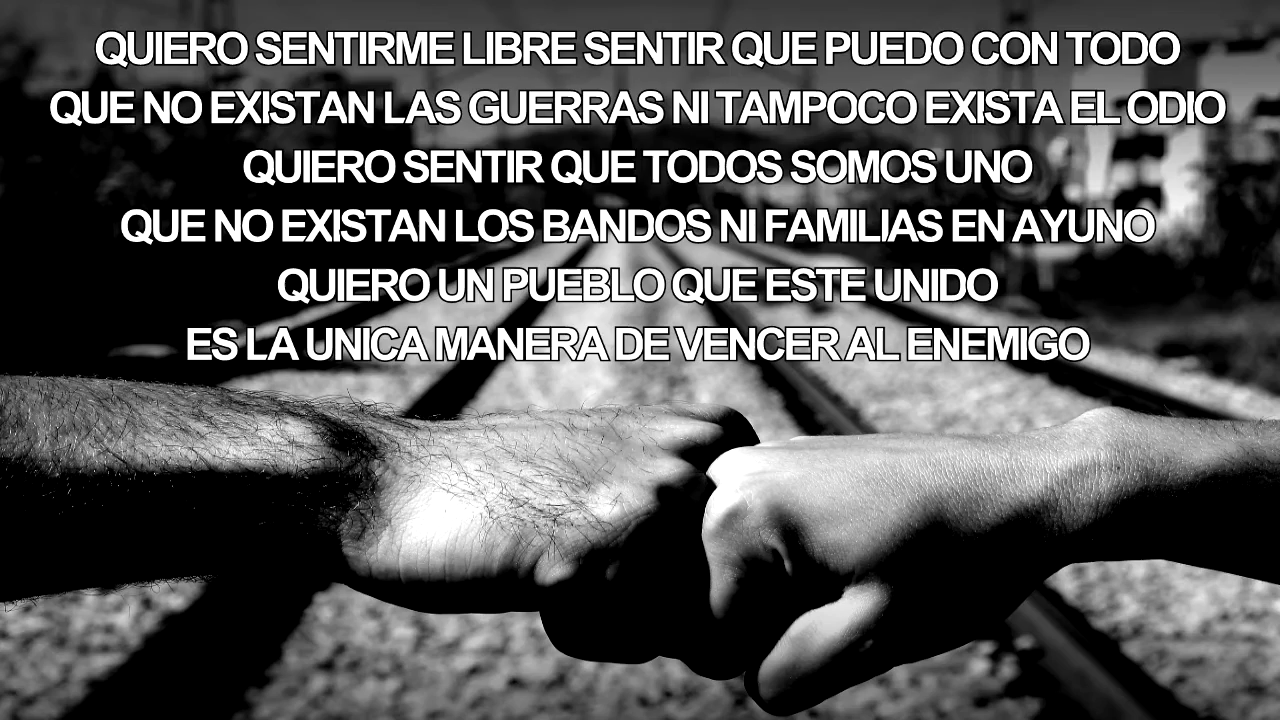 QUIERO SENTIRME LIBRE SENTIR QUE PUEDO CON TODO
QUE NO EXISTAN LAS GUERRAS NI TAMPOCO EXISTA EL ODIO
QUIERO SENTIR QUE TODOS SOMOS UNO
QUE NO EXISTAN LOS BANDOS NI FAMILIAS EN AYUNO
QUIERO UN PUEBLO QUE ESTE UNIDO
ES LA UNICA MANERA DE VENCER AL ENEMIGO